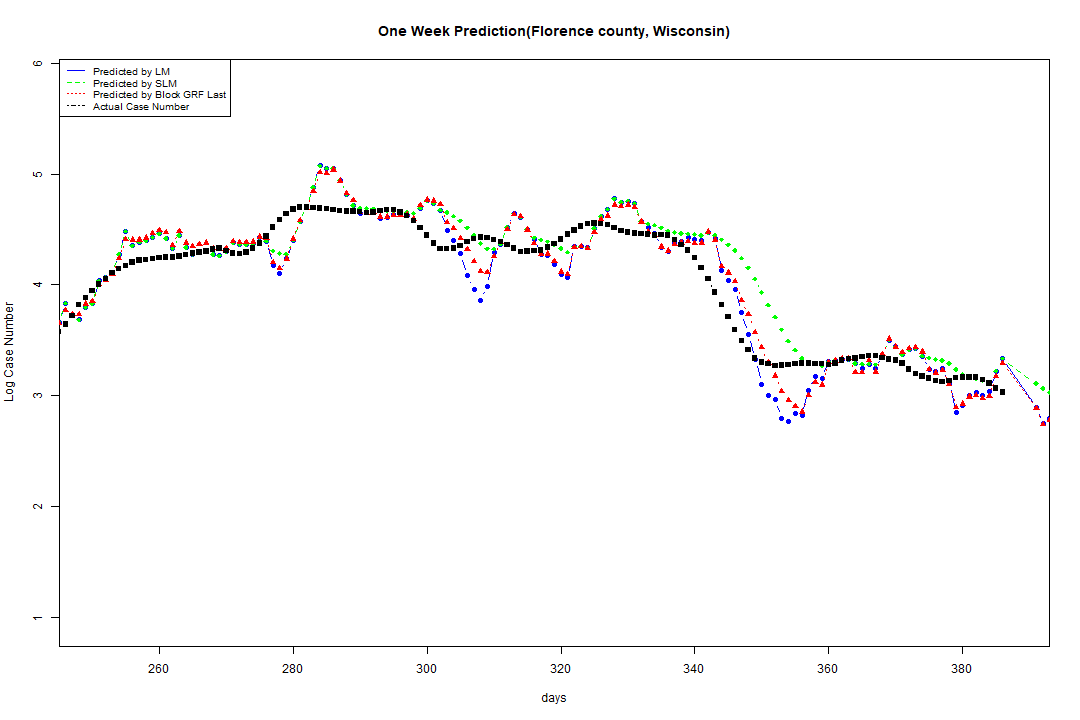 One Week Prediction(Florence county, Wisconsin)
6
Predicted by LM
Predicted by SLM
Predicted by Block GRF Last
Actual Case Number
5
4
3
2
1
Log Case Number
260 280 300 320 340 360 380
days